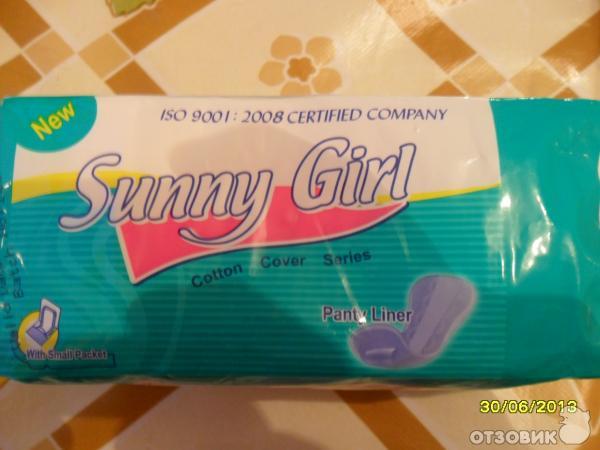 New
ISO 9001:2008 CERTIFIED COMPANY
Sunny Girl
Cotton Cover Series
Panty Liner
With Small Packet
Batch
30/06/2013
ОТЗОВИК